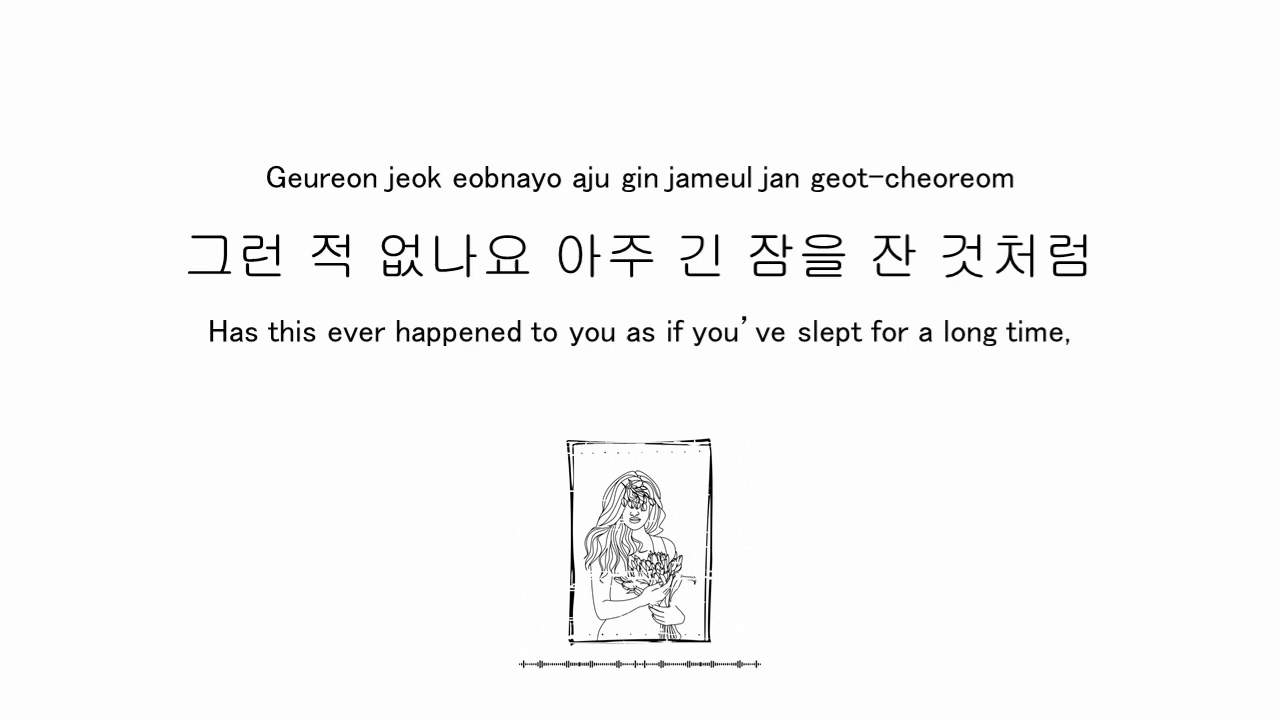 Geureon jeok eobnayo aju gin jameul jan geot-cheoreom
그런 적 없나요 아주 긴 잠을 잔 것처럼
Has this ever happened to you as if you’ve slept for a long time,